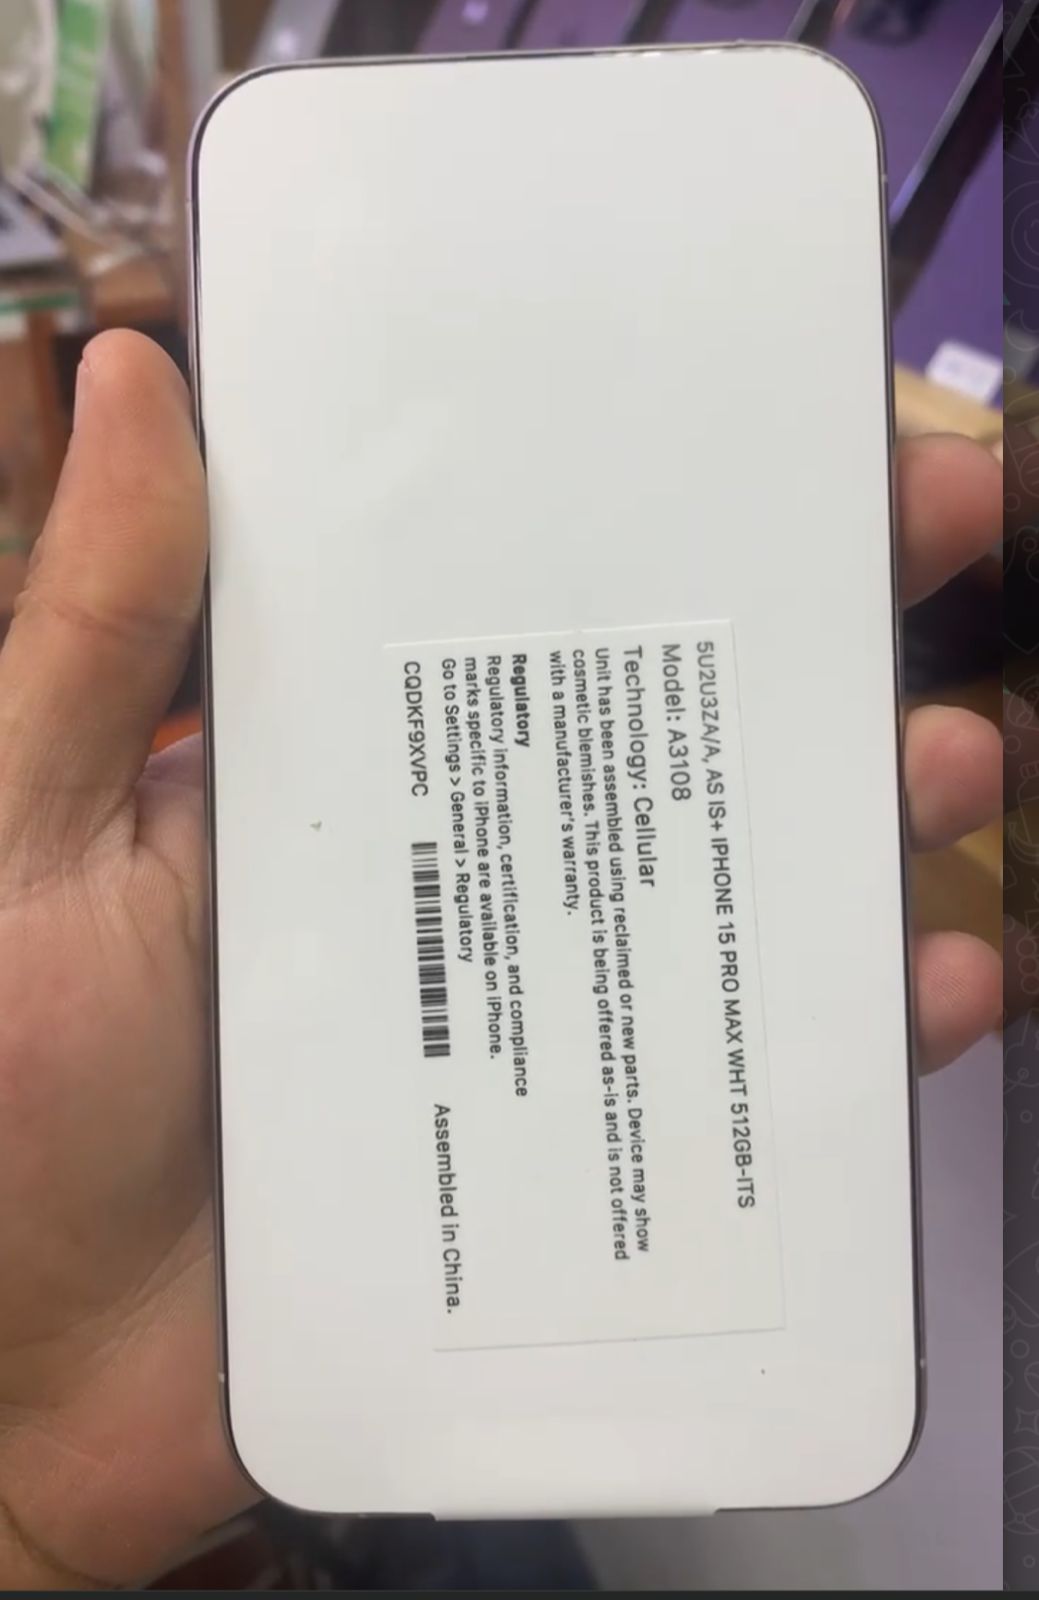 5U2U3ZA/A, AS IS+ IPHONE 15 PRO MAX WHT 512GB-ITS
Model: A3108
Technology: Cellular
Unit has been assembled using reclaimed or new parts. Device may show
cosmetic blemishes. This product is being offered as-is and is not offered
with a manufacturer's warranty.
Regulatory
Regulatory information, certification, and compliance
marks specific to iPhone are available on iPhone.
Go to Settings > General > Regulatory
CQDKF9XVPC
Assembled in China.